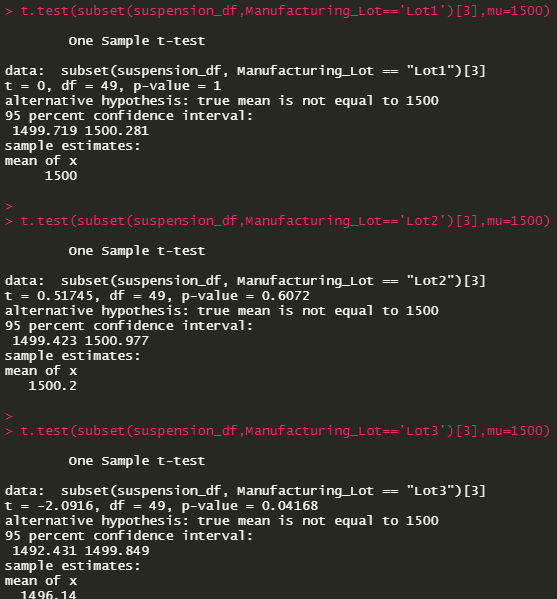 > t.test(subset(suspension_df,Manufacturing_Lot=='Lot1')[3],mu=1500)
One Sample t-test
data:  subset(suspension_df, Manufacturing_Lot == "Lot1")[3]
t = 0, df = 49, p-value = 1
alternative hypothesis: true mean is not equal to 1500
95 percent confidence interval:
1499.719 1500.281
sample estimates:
mean of x
1500
>
> t.test(subset(suspension_df,Manufacturing_Lot=='Lot2')[3],mu=1500)
One Sample t-test
data:  subset(suspension_df, Manufacturing_Lot == "Lot2")[3]
t = 0.51745, df = 49, p-value = 0.6072
alternative hypothesis: true mean is not equal to 1500
95 percent confidence interval:
1499.423 1500.977
sample estimates:
mean of x
1500.2
>
> t.test(subset(suspension_df,Manufacturing_Lot=='Lot3')[3],mu=1500)
One Sample t-test
data:  subset(suspension_df, Manufacturing_Lot == "Lot3")[3]
t = -2.0916, df = 49, p-value = 0.04168
alternative hypothesis: true mean is not equal to 1500
95 percent confidence interval:
1492.431 1499.849
sample estimates:
mean of x
1496.14